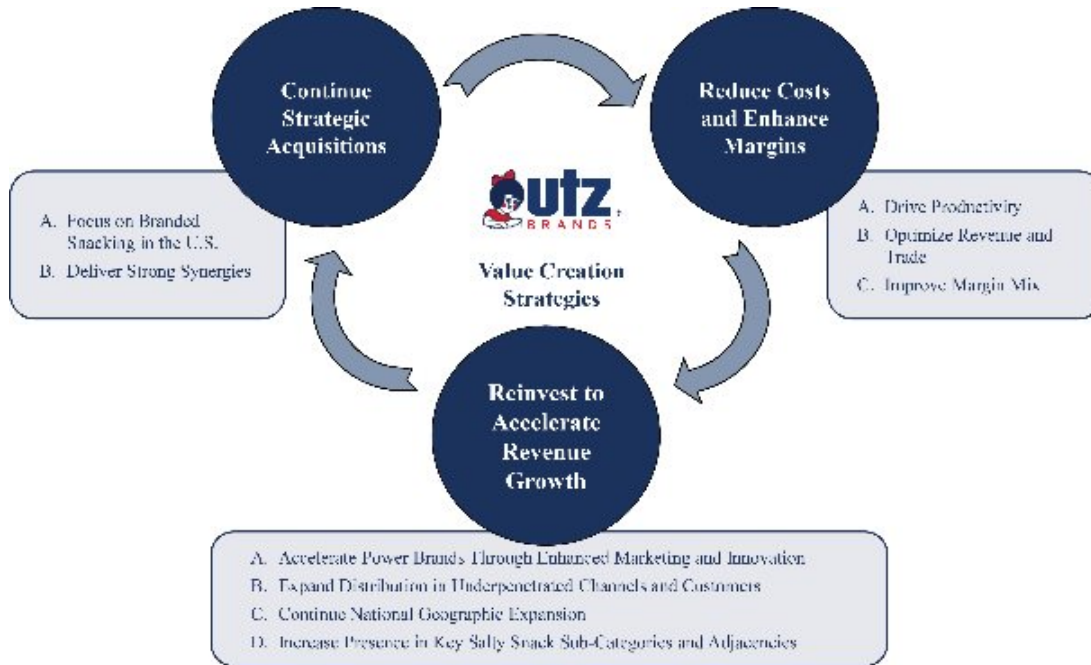 Continue
Strategic
Acquisitions
Reduce Costs
and Enhance
Margins
A. Focus on Branded
Snacking in the U.S.
B. Deliver Strong Synergies
utz
BRANDS
Value Creation
Strategies
A. Drive Productivity
B. Optimize Revenue and
Trade
C. Improve Margin Mix
Reinvest to
Accelerate
Revenue
Growth
A. Accelerate Power Brands Through Enhanced Marketing and Innovation
B. Expand Distribution in Underpenetrated Channels and Customers
C. Continue National Geographic Expansion
D. Increase Presence in Key Salty Snack Sub-Categories and Adjacencies